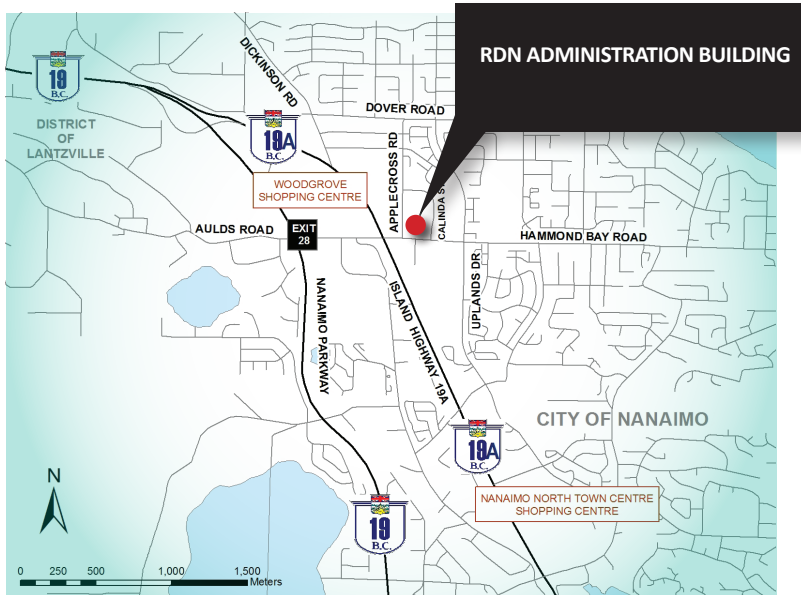 RDN ADMINISTRATION BUILDING
DICKINSON RD
19
B.C.
DOVER ROAD
DISTRICT
OF
LANTZVILLE
19A
B.C.
APPLECROSS RD
WOODGROVE
SHOPPING CENTRE
CALINDA S
AULDS ROAD
EXIT
28
HAMMOND BAY ROAD
UPLANDS DR
NANAIMO PARKWAY
ISLAND HIGHWAY 19A
CITY OF NANAIMO
19A
B.C.
N
NANAIMO NORTH TOWN CENTRE
SHOPPING CENTRE
19
B.C.
0 250 500 1,000 1,500
Meters